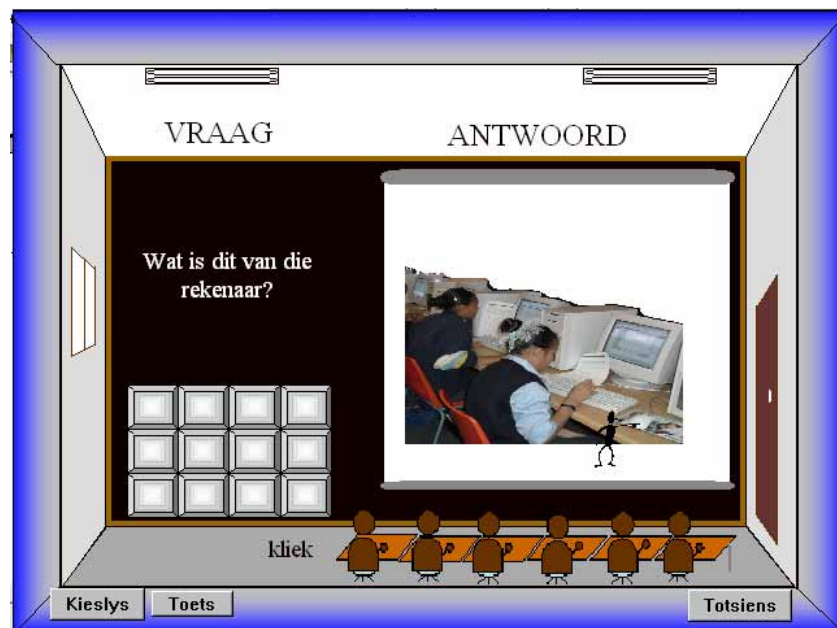 VRAAG
ANTWOORD
Wat is dit van die
rekenaar?
kliek
Kieslys
Toets
Totsiens